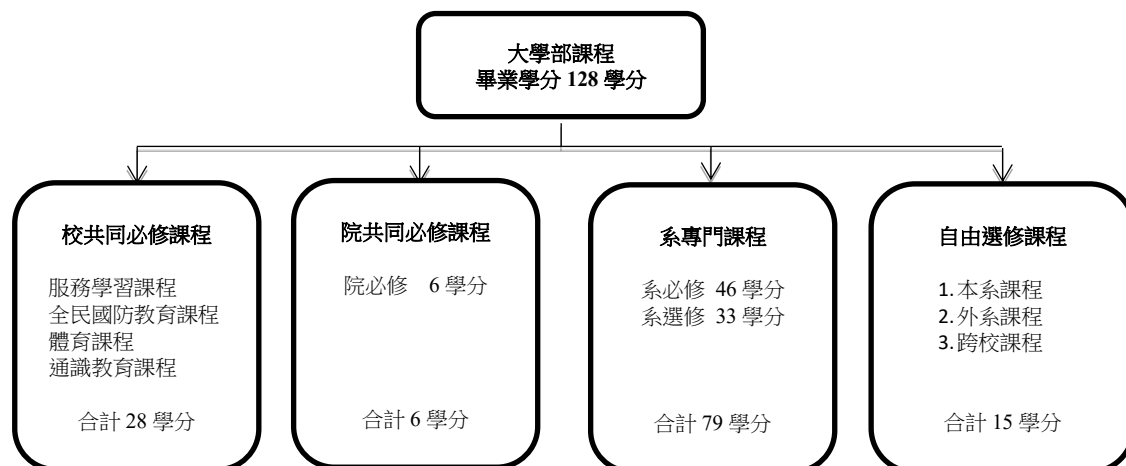 大學部課程
畢業學分 128 學分
校共同必修課程
服務學習課程
全民國防教育課程
體育課程
通識教育課程
合計 28 學分
院共同必修課程
院必修 6 學分
合計 6 學分
系專門課程
系必修 46 學分
系選修 33 學分
合計 79 學分
自由選修課程
1. 本系課程
2. 外系課程
3. 跨校課程
合計 15 學分